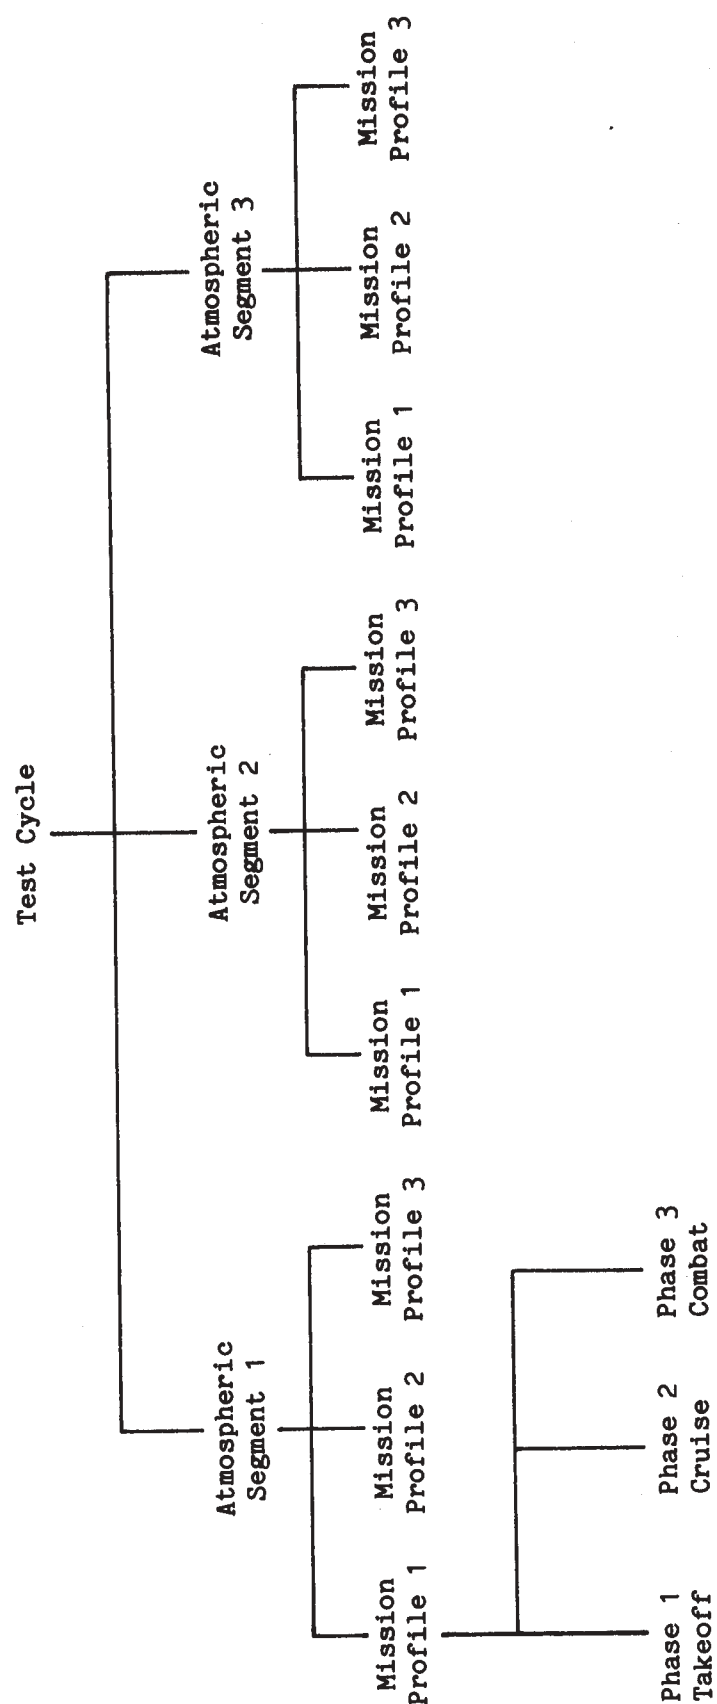 Test Cycle
Atmospheric
Segment 1
Atmospheric
Segment 2
Atmospheric
Segment 3
Mission
Profile 1
Mission
Profile 2
Mission
Profile 3
Mission
Profile 1
Mission
Profile 2
Mission
Profile 3
Mission
Profile 1
Mission
Profile 2
Mission
Profile 3
Phase 1
Takeoff
Phase 2
Cruise
Phase 3
Combat